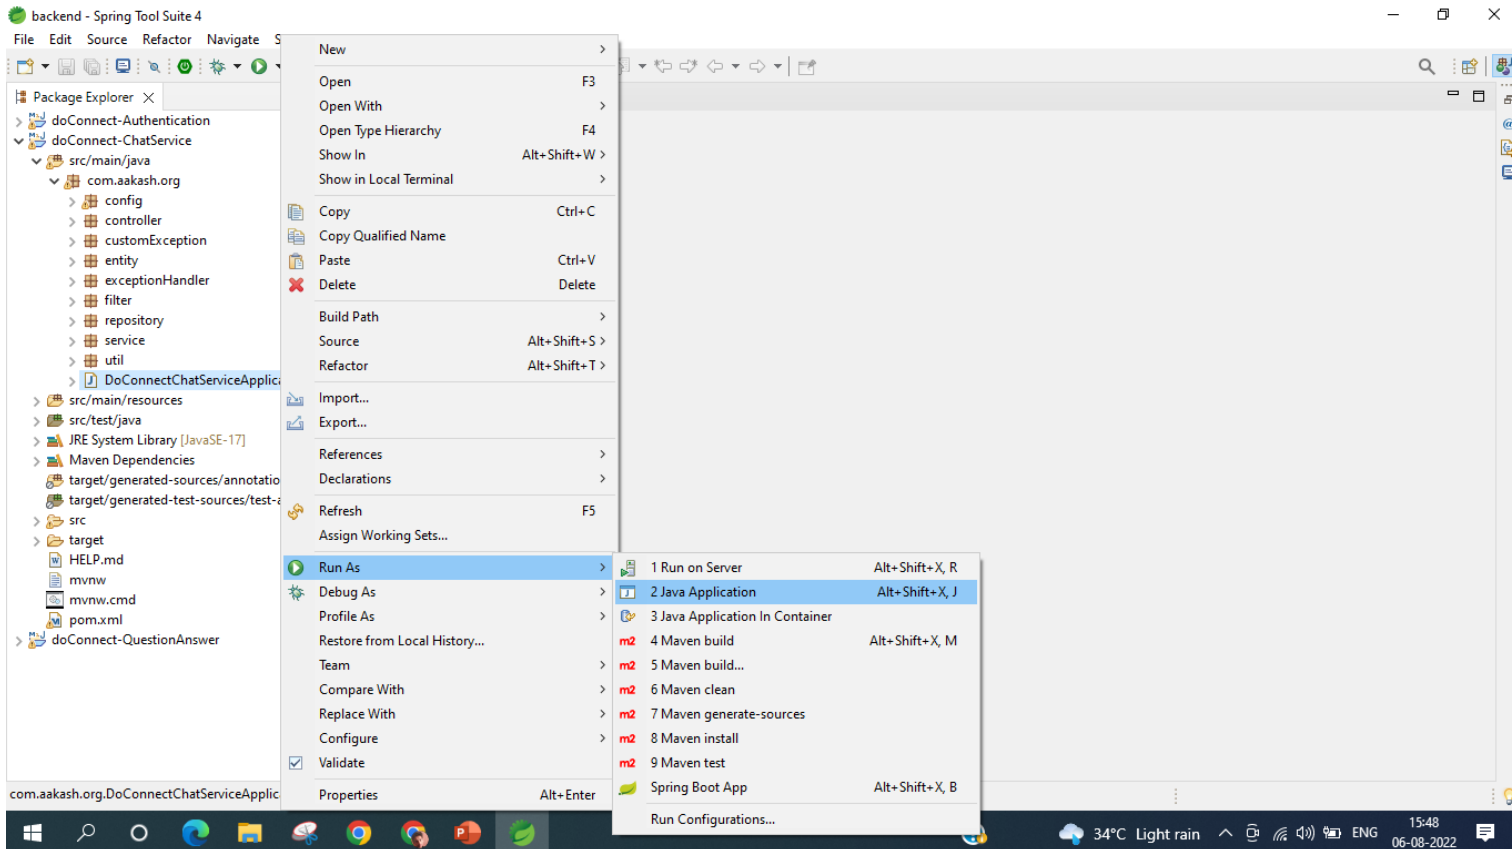 backend - Spring Tool Suite 4
File Edit Source Refactor Navigate S
Package Explorer
doConnect-Authentication
doConnect-ChatService
src/main/java
com.aakash.org
config
controller
customException
entity
exceptionHandler
filter
repository
service
util
DoConnectChatServiceApplic
src/main/resources
src/test/java
JRE System Library [JavaSE-17]
Maven Dependencies
target/generated-sources/annotatio
target/generated-test-sources/test-a
src
target
HELP.md
mvnw
mvnw.cmd
pom.xml
doConnect-QuestionAnswer
New
Open F3
Open With
Open Type Hierarchy F4
Show In Alt+Shift+W
Show in Local Terminal
Copy Ctrl+C
Copy Qualified Name
Paste Ctrl+V
Delete Delete
Build Path
Source Alt+Shift+S
Refactor Alt+Shift+T
Import...
Export...
References
Declarations
Refresh F5
Assign Working Sets...
Run As
Debug As
Profile As
Restore from Local History...
Team
Compare With
Replace With
Configure
Validate
Properties Alt+Enter
1 Run on Server Alt+Shift+X, R
2 Java Application Alt+Shift+X, J
3 Java Application In Container
m2 4 Maven build Alt+Shift+X, M
m2 5 Maven build...
m2 6 Maven clean
m2 7 Maven generate-sources
m2 8 Maven install
m2 9 Maven test
Spring Boot App Alt+Shift+X, B
Run Configurations...
com.aakash.org.DoConnectChatServiceApplic
34°C Light rain ENG
15:48
06-08-2022